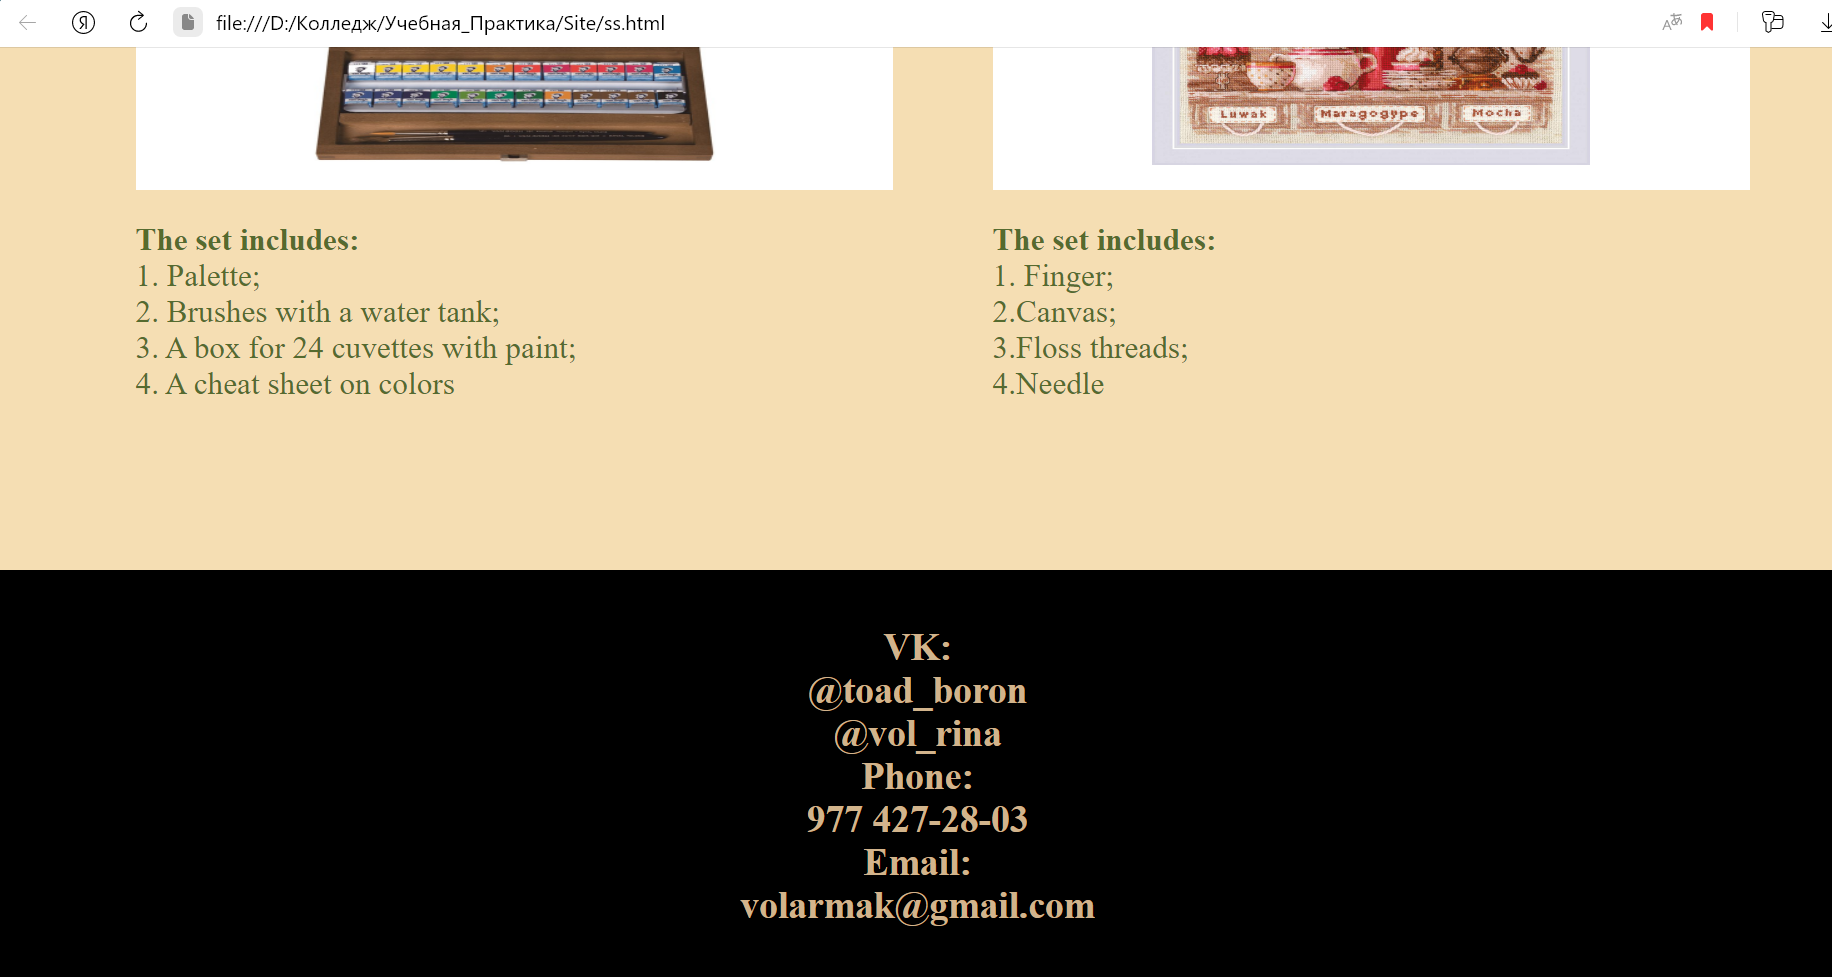 file:///D:/Колледж/Учебная_Практика/Site/ss.html
Luwak Maragogype Mocha
The set includes:
1. Palette;
2. Brushes with a water tank;
3. A box for 24 cuvettes with paint;
4. A cheat sheet on colors
The set includes:
1. Finger;
2.Canvas;
3.Floss threads;
4.Needle
VK:
@toad_boron
@vol_rina
Phone:
977 427-28-03
Email:
volarmak@gmail.com